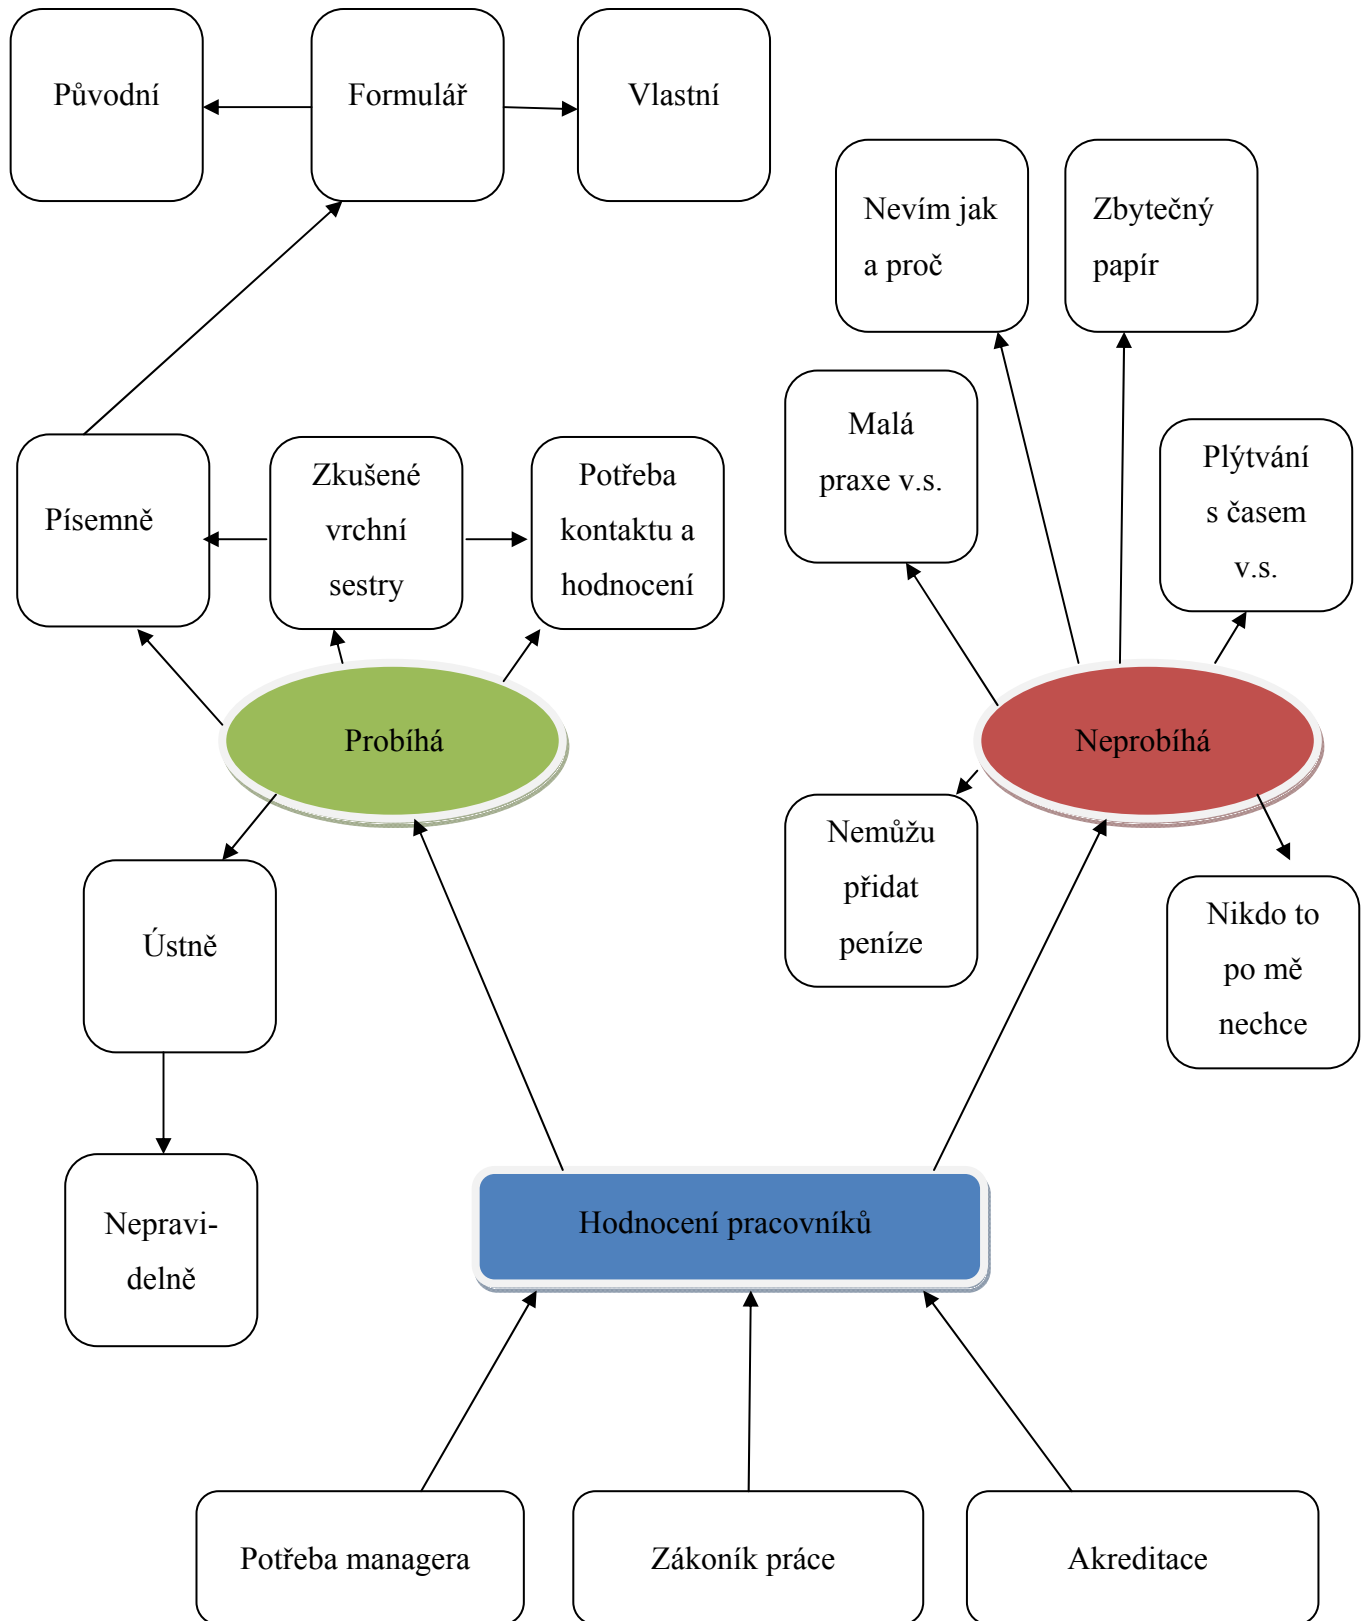 Původní
Formulář
Vlastní
Nevím jak
a proč
Zbytečný
papír
Malá
praxe v.s.
Plýtvání
s časem
v.s.
Písemně
Zkušené
vrchní
sestry
Potřeba
kontaktu a
hodnocení
Probíhá
Neprobíhá
Nemůžu
přidat
peníze
Nikdo to
po mě
nechce
Ústně
Nepravi-
delně
Hodnocení pracovníků
Potřeba managera
Zákoník práce
Akreditace